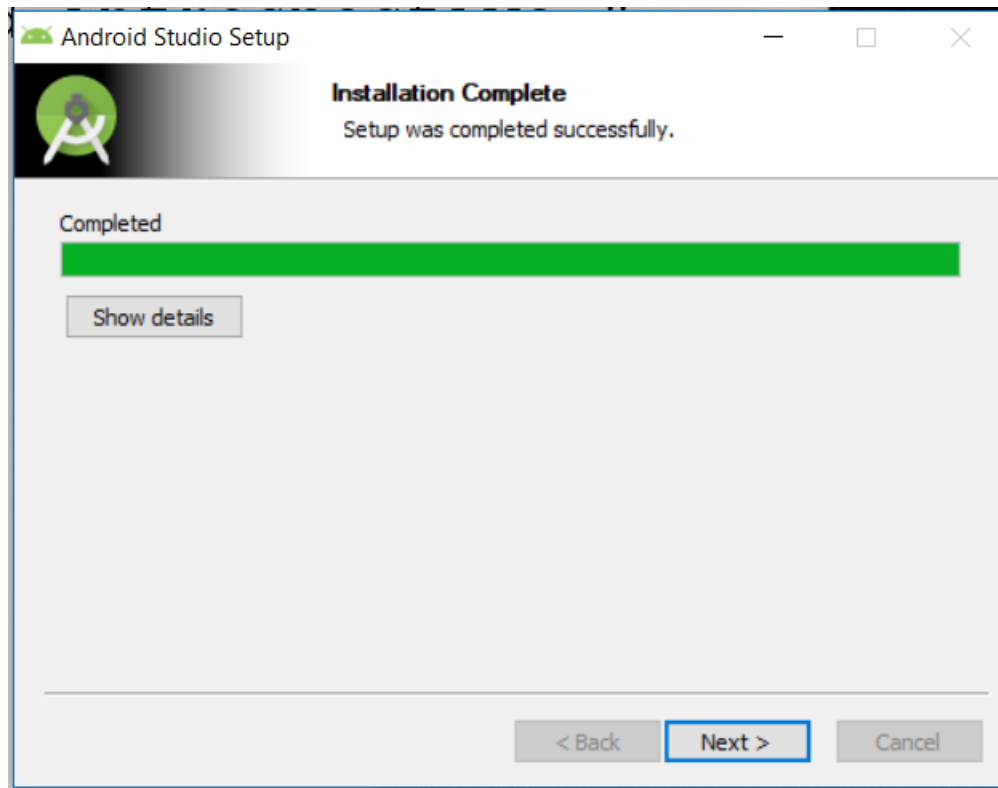 Android Studio Setup
Installation Complete
Setup was completed successfully.
Completed
Show details
< Back
Next >
Cancel